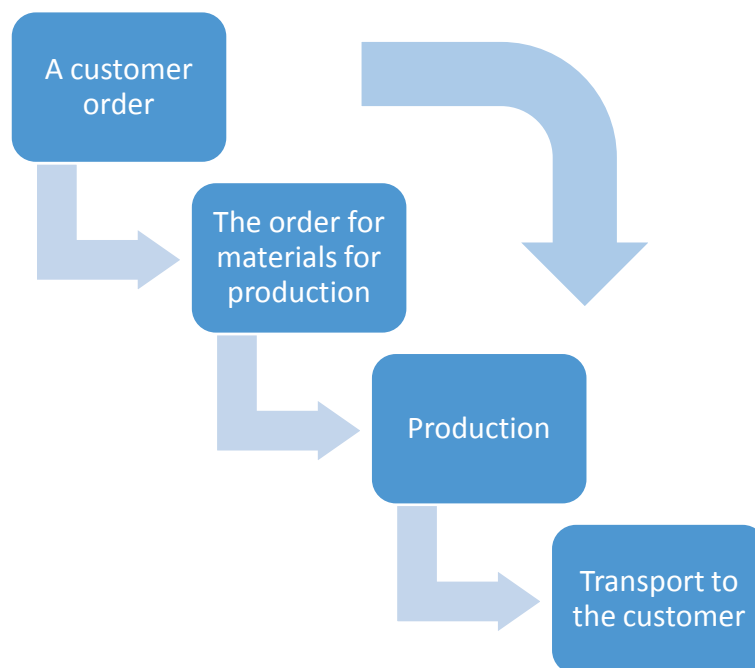 A customer
order
The order for
materials for
production
Production
Transport to
the customer